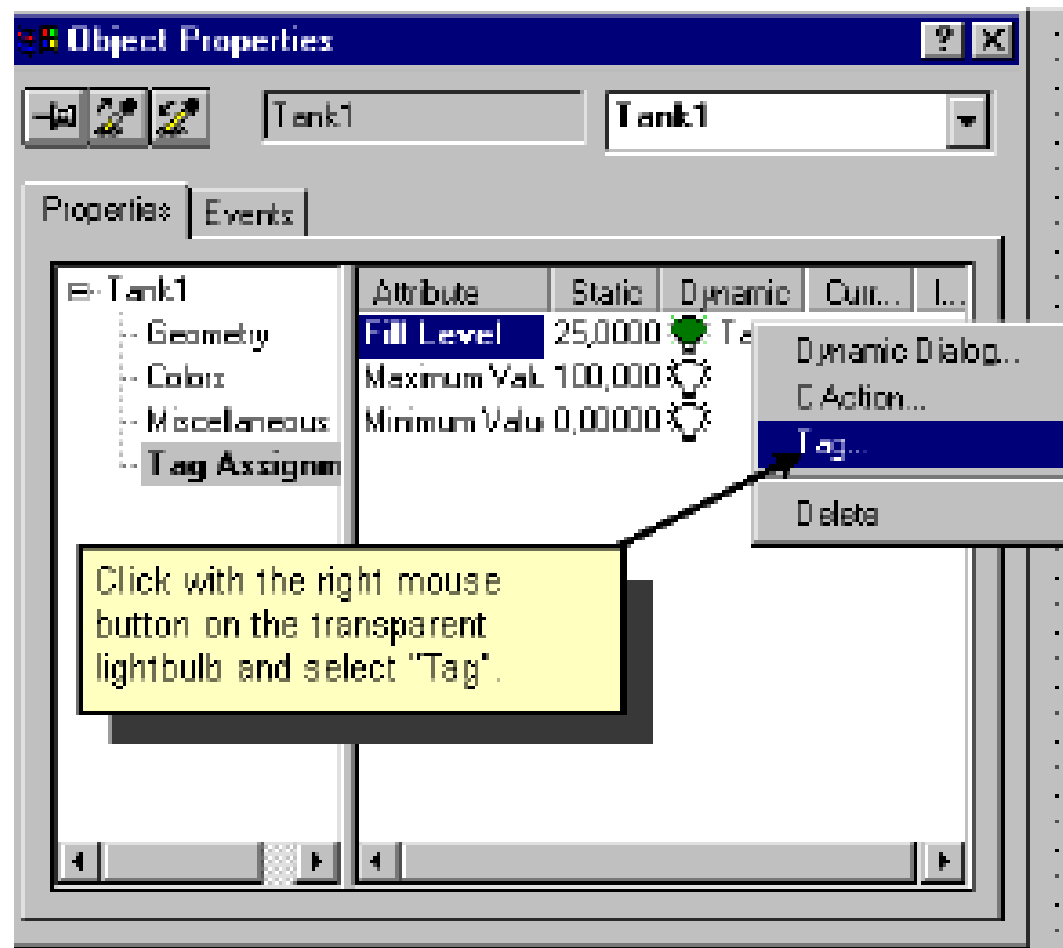 Object Properties
Tank1 Tank1
Properties Events
Tank1
Geometry
Colors
Miscellaneous
Tag Assignm
Attribute Static Dynamic Curr... I...
Fill Level 25,0000 Ta
Maximum Valu 100,000
Minimum Valu 0,00000
Dynamic Dialog...
C Action...
Tag...
Delete
Click with the right mouse
button on the transparent
lightbulb and select "Tag".